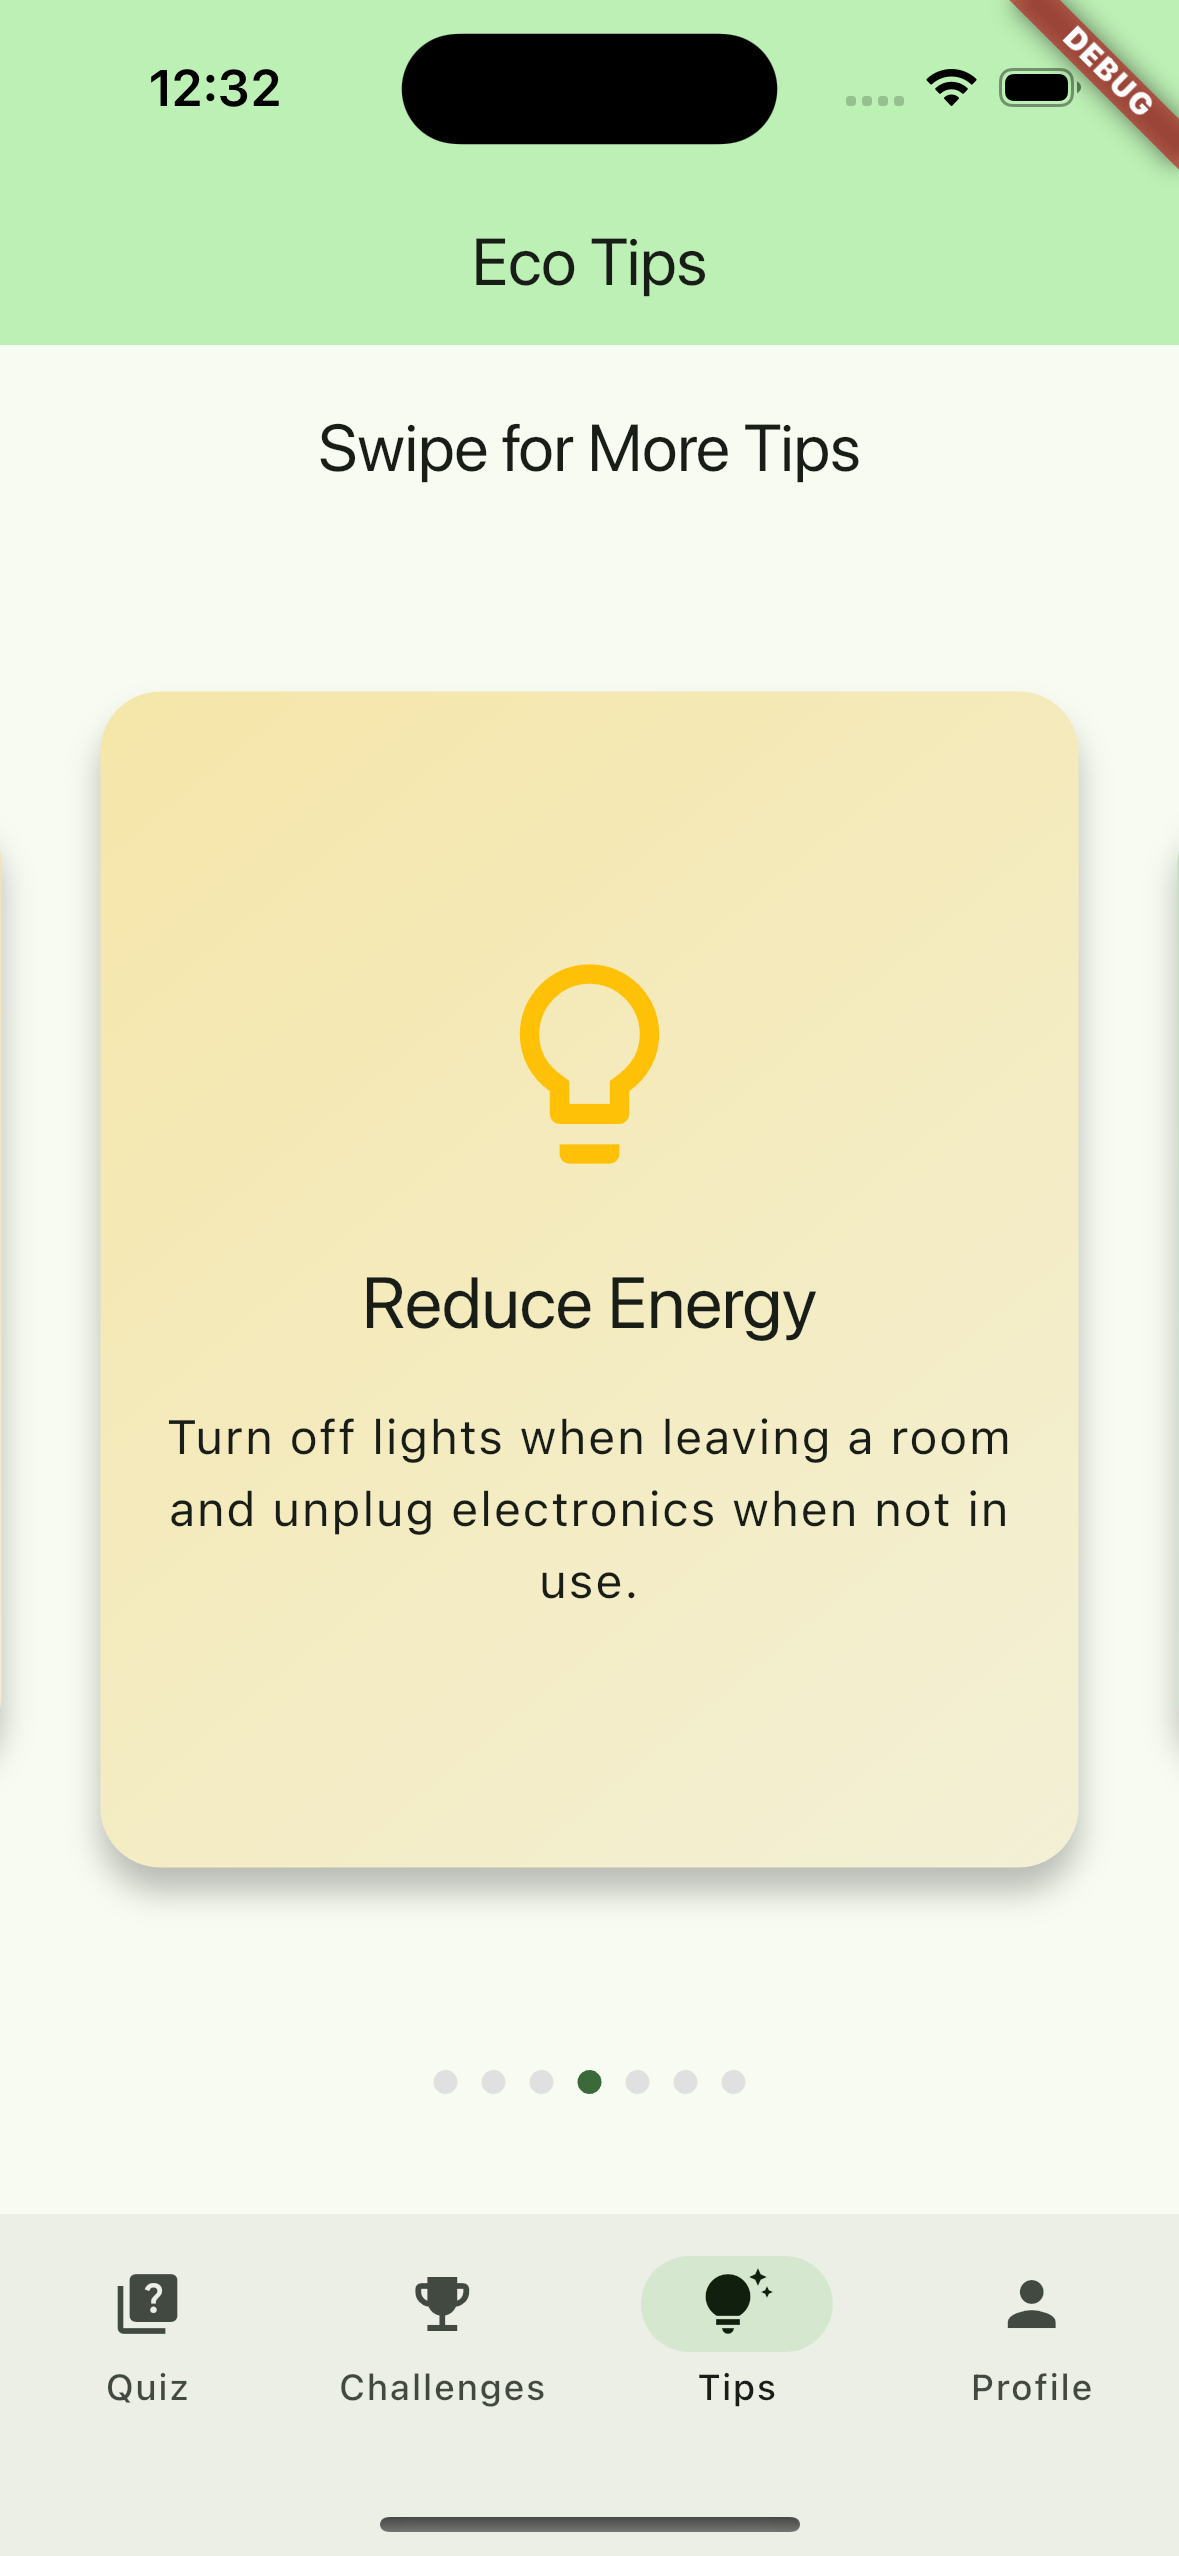 12:32
DEBUG
Eco Tips
Swipe for More Tips
Reduce Energy
Turn off lights when leaving a room
and unplug electronics when not in
use.
?
Quiz
Challenges
Tips
Profile